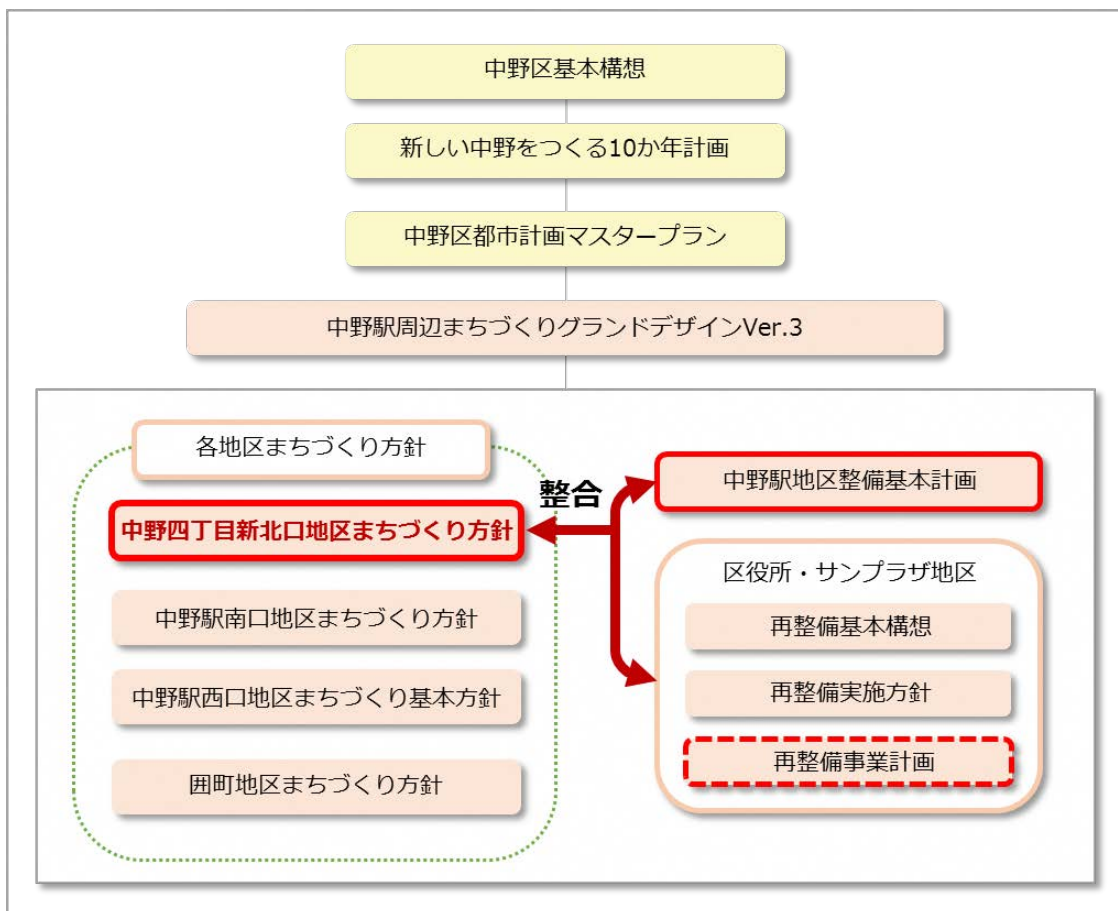 中野区基本構想
新しい中野をつくる10か年計画
中野区都市計画マスタープラン
中野駅周辺まちづくりグランドデザインVer.3
各地区まちづくり方針
中野四丁目新北口地区まちづくり方針
中野駅南口地区まちづくり方針
中野駅西口地区まちづくり基本方針
囲町地区まちづくり方針
整合
中野駅地区整備基本計画
区役所・サンプラザ地区
再整備基本構想
再整備実施方針
再整備事業計画